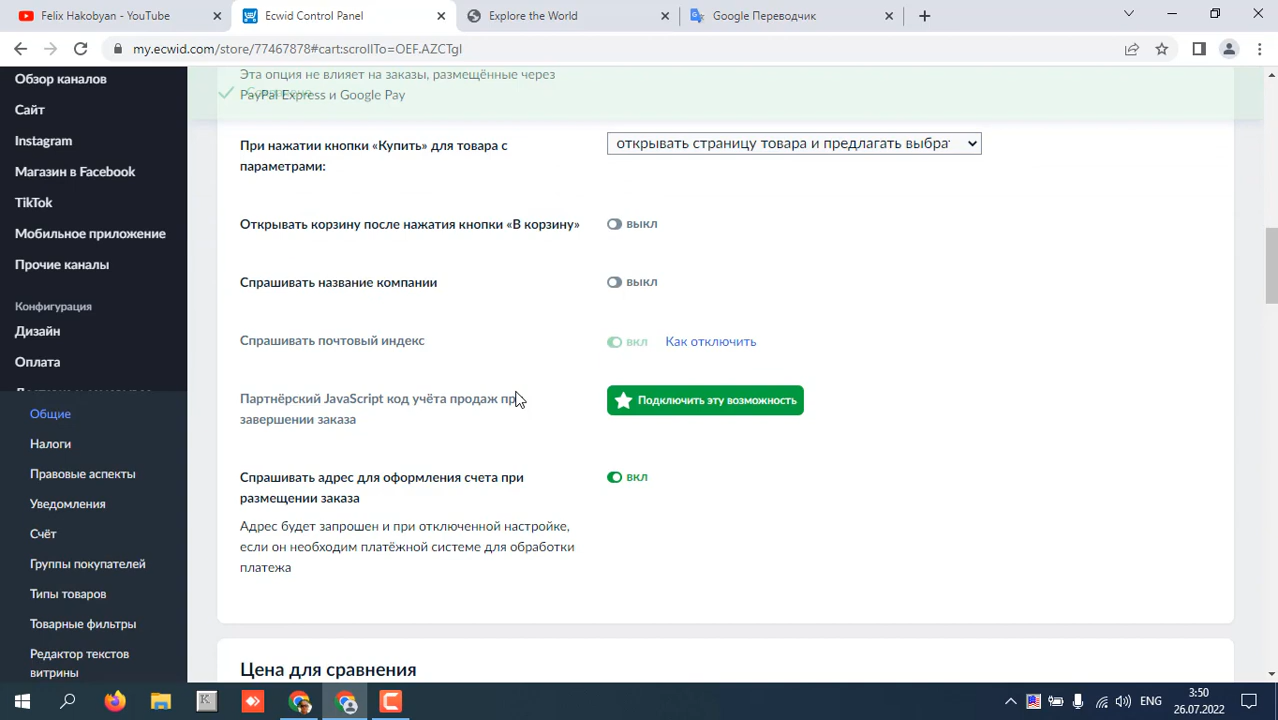 Felix Hakobyan - YouTube
Ecwid Control Panel
Explore the World
Google Переводчик
my.ecwid.com/store/77467878#cart:scrollTo=OEF.AZCTgI
Обзор каналов
Сайт
Instagram
Магазин в Facebook
TikTok
Мобильное приложение
Прочие каналы
Конфигурация
Дизайн
Оплата
Общие
Налоги
Правовые аспекты
Уведомления
Счёт
Группы покупателей
Типы товаров
Товарные фильтры
Редактор текстов
витрины
Эта опция не влияет на заказы, размещённые через
PayPal Express и Google Pay
При нажатии кнопки «Купить» для товара с
параметрами:
открывать страницу товара и предлагать выбрат
Открывать корзину после нажатия кнопки «В корзину»
выкл
Спрашивать название компании
выкл
Спрашивать почтовый индекс
вкл Как отключить
Партнёрский JavaScript код учёта продаж пр
завершении заказа
Подключить эту возможность
Спрашивать адрес для оформления счета при
размещении заказа
вкл
Адрес будет запрошен и при отключенной настройке,
если он необходим платёжной системе для обработки
платежа
Цена для сравнения
ENG
3:50
26.07.2022